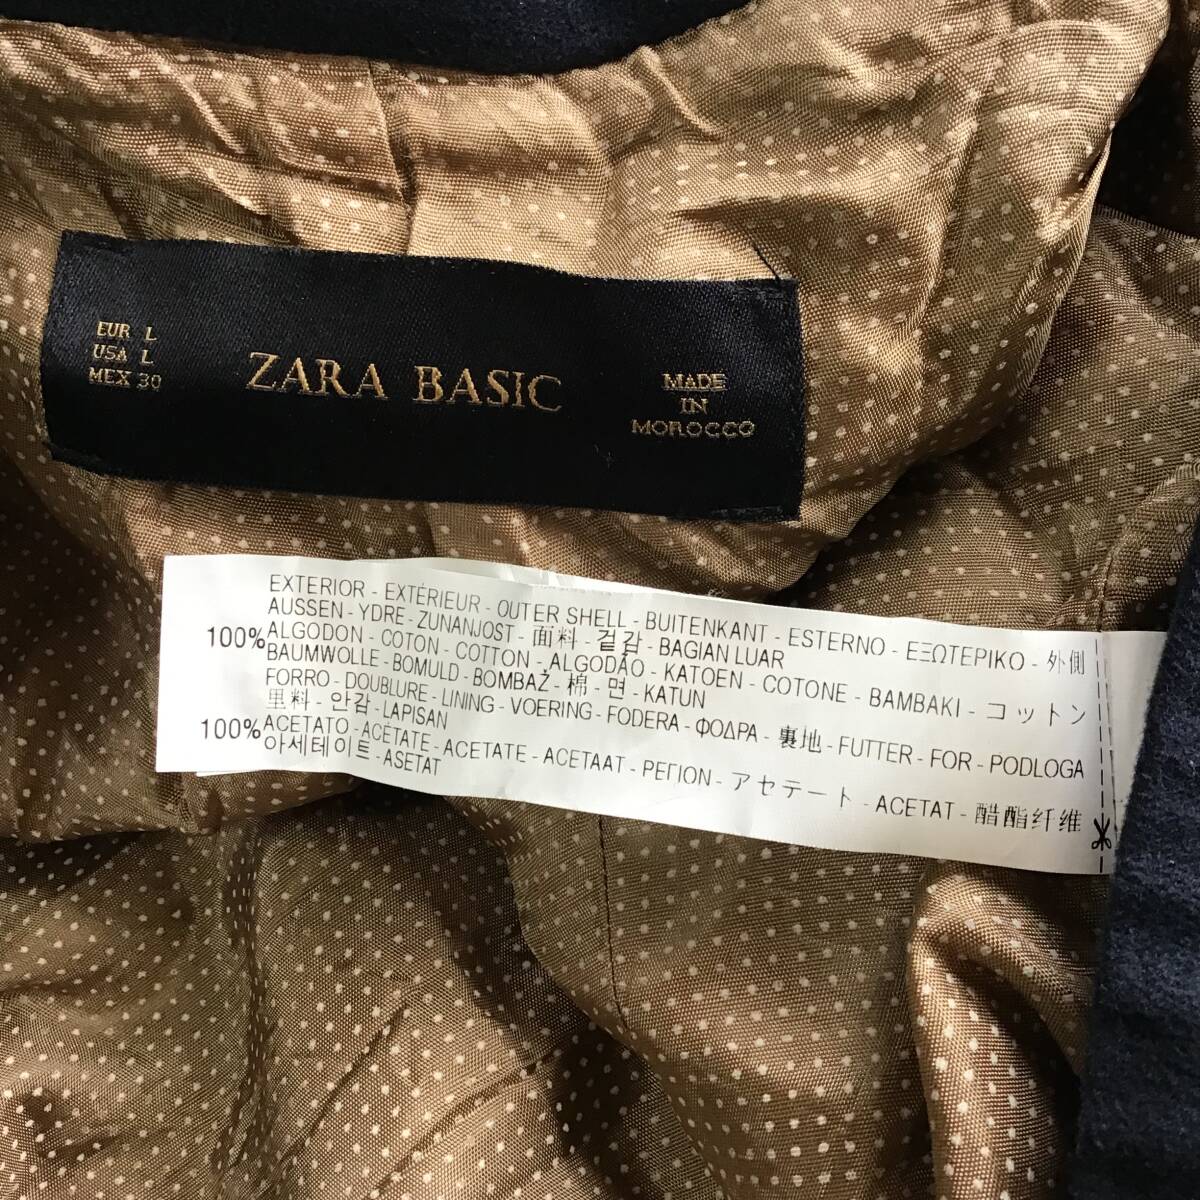 EUR L
USA L
MEX 30
ZARA BASIC
MADE
IN
MOROCCO
EXTERIOR - EXTÉRIEUR - OUTER SHELL - BUITENKANT - ESTERNO - ΕΞΩΤΕΡΙΚΟ - 外側
AUSSEN - YDRE - ZUNANJOST - 面料 - 겉감 - BAGIAN LUAR
100% ALGODON - COTON - COTTON - ALGODÃO - KATOEN - COTONE - BAMBAKI - コットン
BAUMWOLLE - BOMULD - BOMBAŽ - 棉 - 면 - KATUN
FORRO - DOUBLURE - LINING - VOERING - FODERA - ΦΟΔΡΑ - 裏地 - FUTTER - FOR - PODLOGA
里料 - 안감 - LAPISAN
100% ACETATO - ACÉTATE - ACETATE - ACETAAT - ΡΕΓΙΟΝ - アセテート - ACETAT - 醋酯纤维
아세테이트 - ASETAT